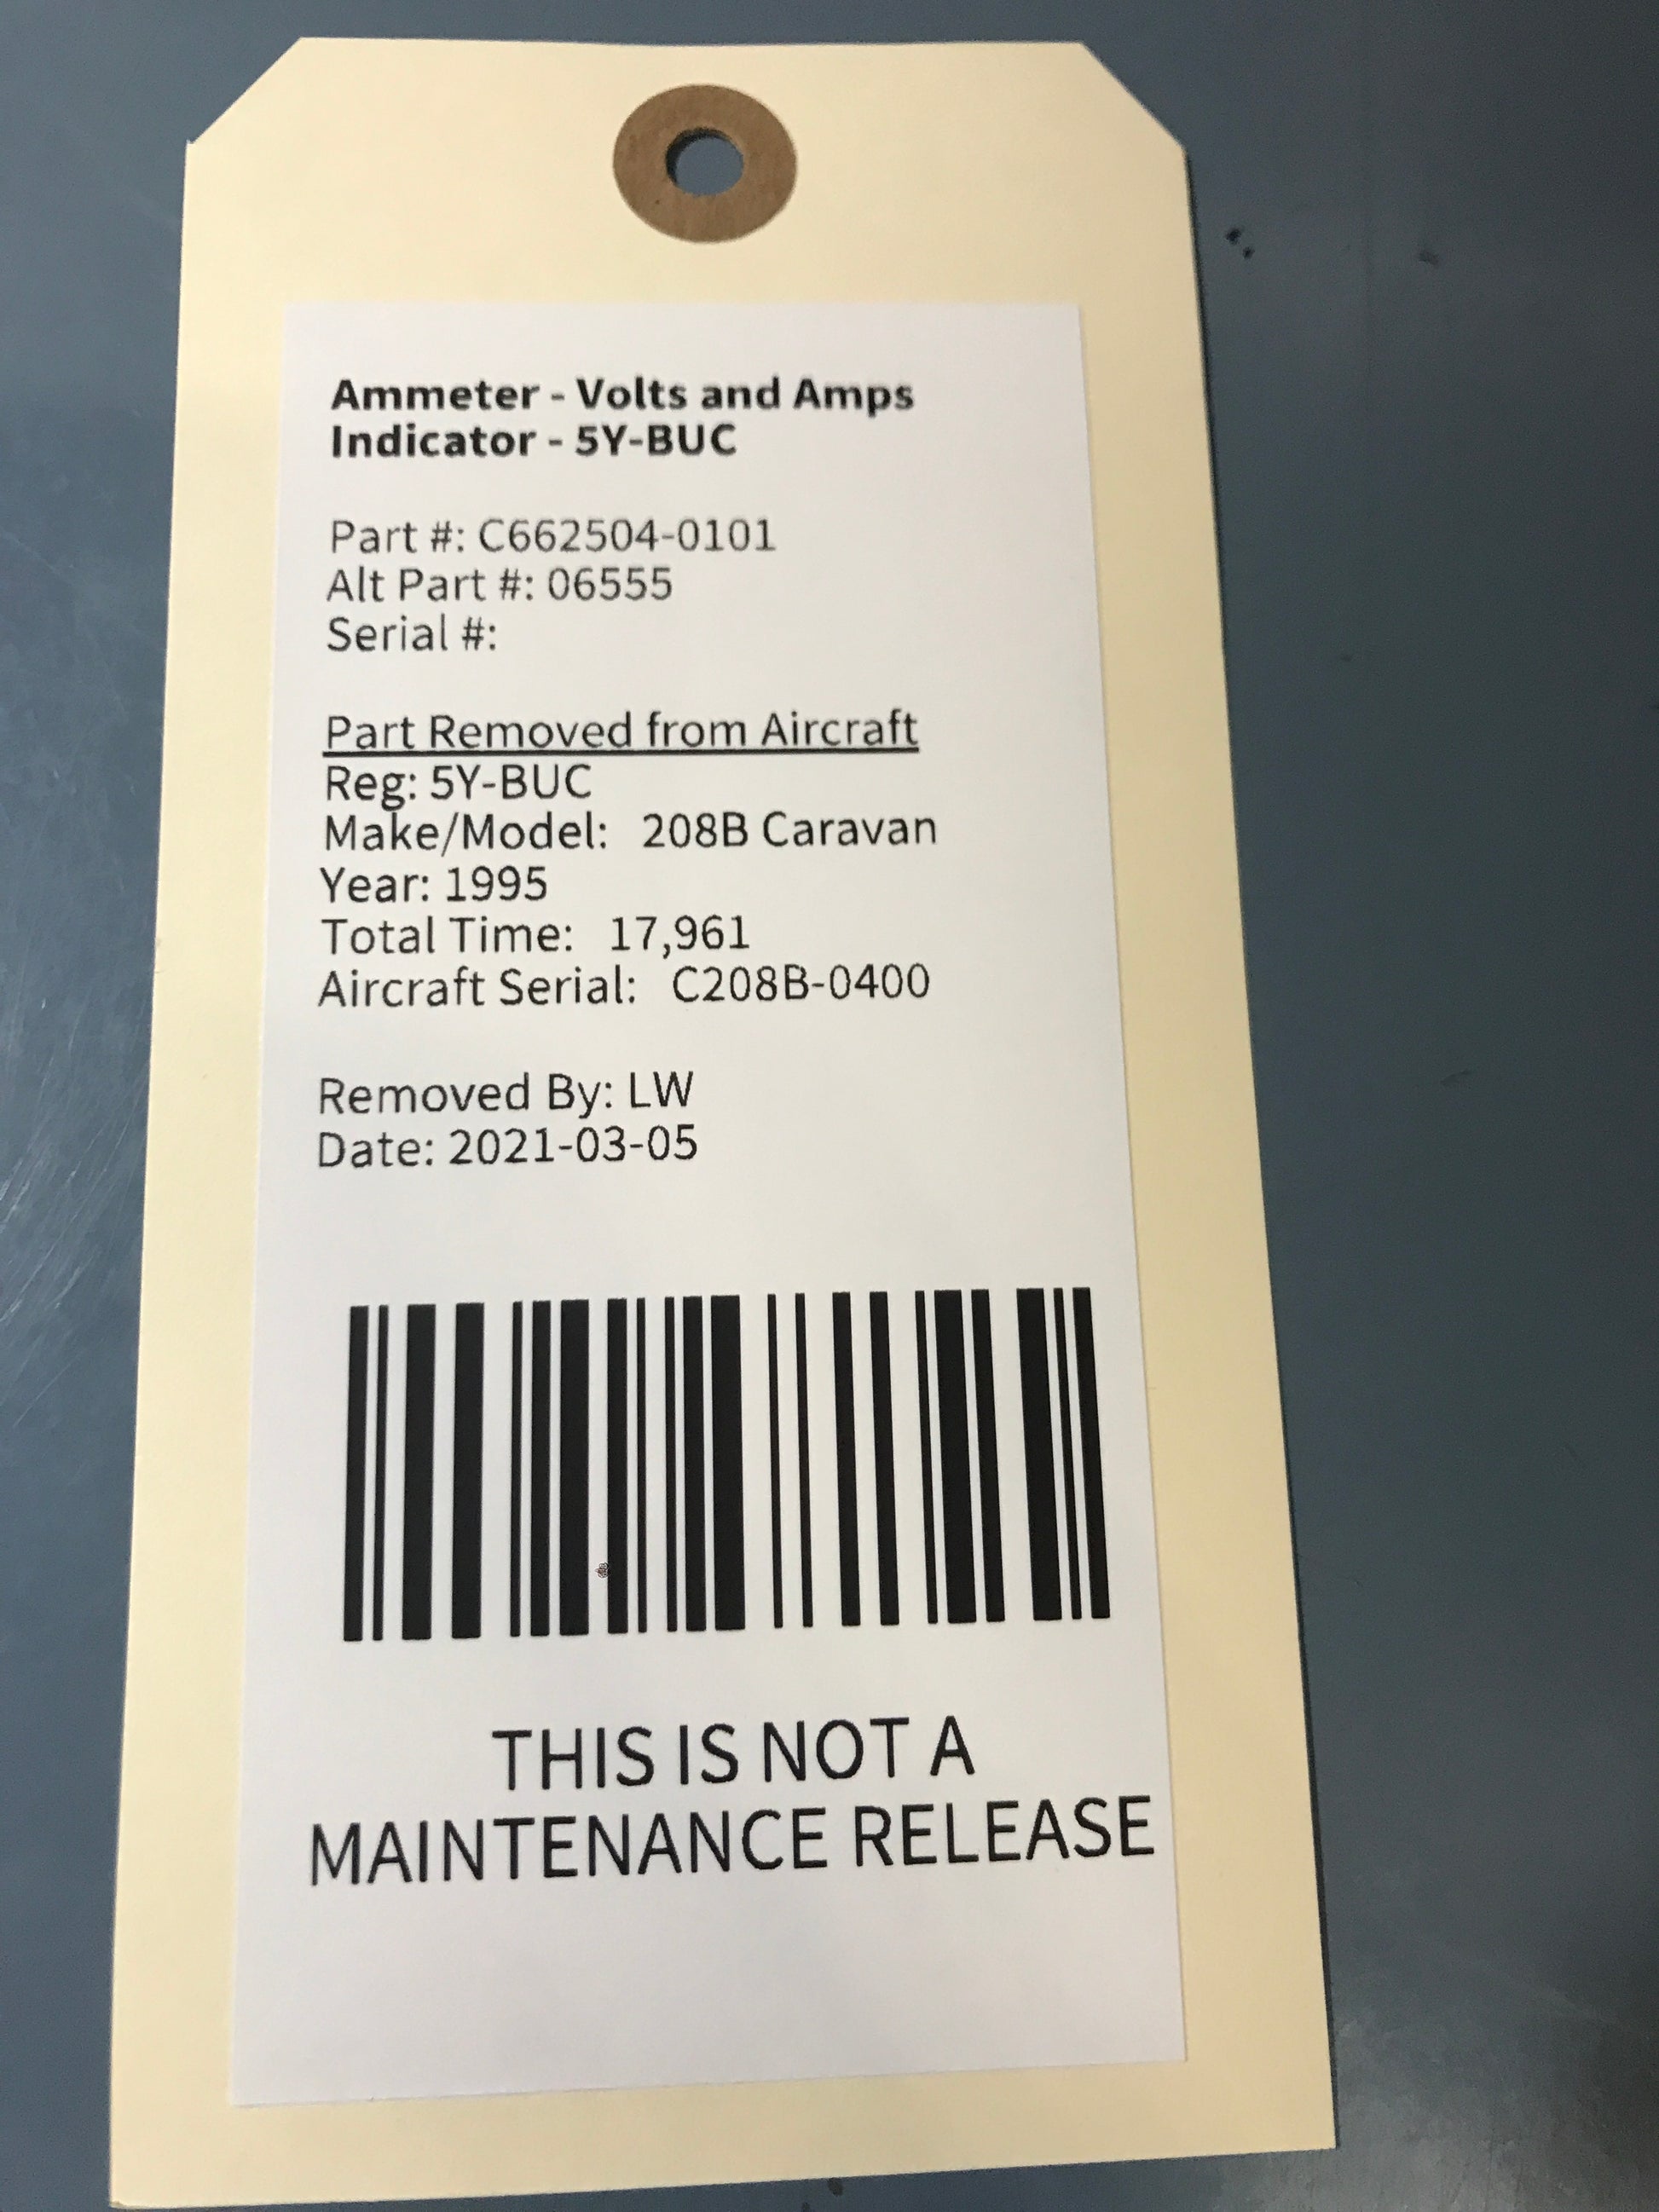 Ammeter - Volts and Amps
Indicator - 5Y-BUC
Part #: C662504-0101
Alt Part #: 06555
Serial #:
Part Removed from Aircraft
Reg: 5Y-BUC
Make/Model: 208B Caravan
Year: 1995
Total Time: 17,961
Aircraft Serial: C208B-0400
Removed By: LW
Date: 2021-03-05
THIS IS NOT A
MAINTENANCE RELEASE